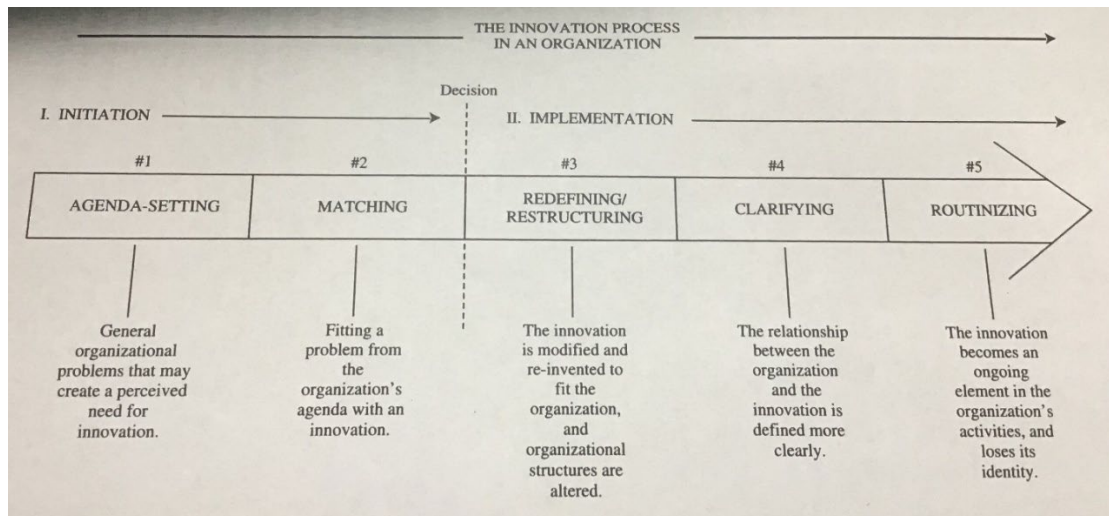 THE INNOVATION PROCESS
IN AN ORGANIZATION
Decision
I. INITIATION
II. IMPLEMENTATION
#1
#2
#3
#4
#5
AGENDA-SETTING
MATCHING
REDEFINING/
RESTRUCTURING
CLARIFYING
ROUTINIZING
General
organizational
problems that may
create a perceived
need for
innovation.
Fitting a
problem from
the
organization's
agenda with an
innovation.
The innovation
is modified and
re-invented to
fit the
organization,
and
organizational
structures are
altered.
The relationship
between the
organization
and the
innovation is
defined more
clearly.
The innovation
becomes an
ongoing
element in the
organization's
activities, and
loses its
identity.